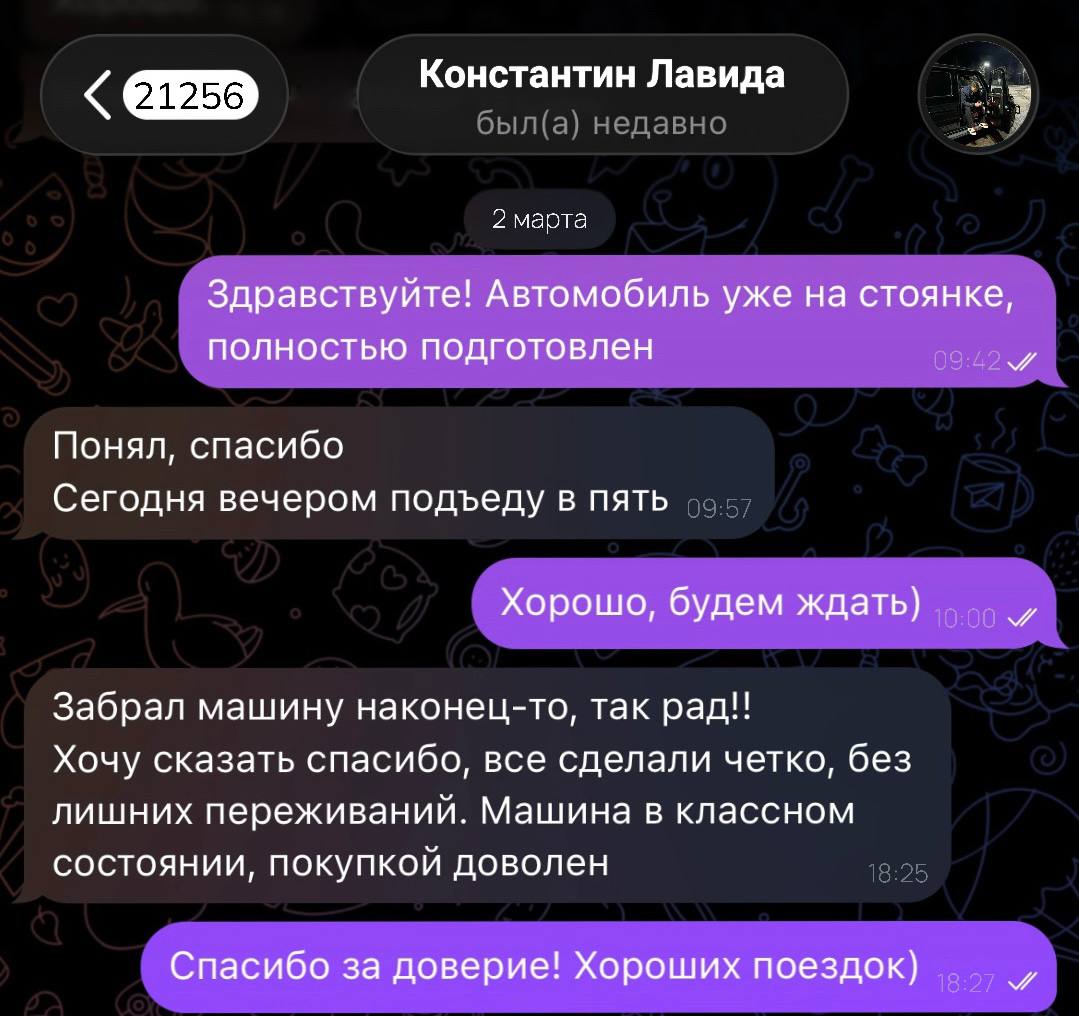 21256
Константин Лавида
был(а) недавно
2 марта
Здравствуйте! Автомобиль уже на стоянке,
полностью подготовлен
09:42
Понял, спасибо
Сегодня вечером подъеду в пять
09:57
Хорошо, будем ждать)
10:00
Забрал машину наконец-то, так рад!!
Хочу сказать спасибо, все сделали четко, без
лишних переживаний. Машина в классном
состоянии, покупкой доволен
18:25
Спасибо за доверие! Хороших поездок)
18:27